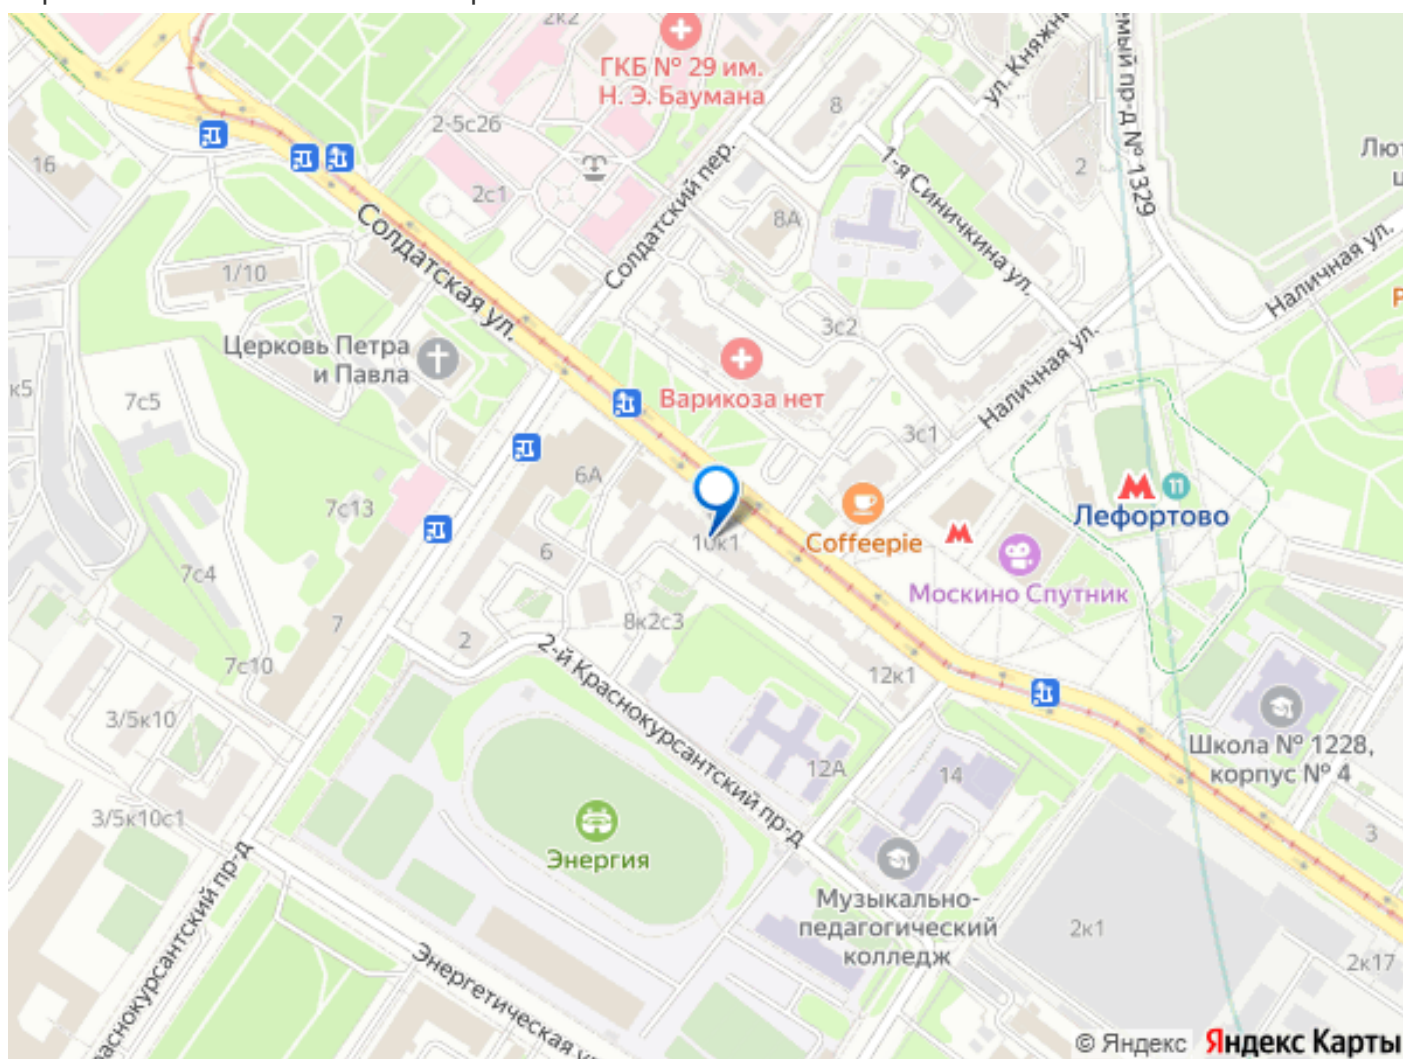 2к2
ГКБ № 29 им.
Н. Э. Баумана
ул. Княжн
емый пр-д № 1329
8
2-5с26
16
2
Лют
ц
1-я Синичкина ул.
2с1
Солдатский пер.
8А
Солдатская ул.
1/10
Наличная ул.
Р
3с2
Церковь Петра
и Павла
Наличная ул.
к5
7с5
Варикоза нет
3с1
6А
11
7с13
Лефортово
10к1
Coffeepie
6
7с4
Москино Спутник
7
8к2с3
2
2-й Краснокурсантский пр-д
7с10
12к1
3/5к10
Школа № 1228,
корпус № 4
12А
14
3/5к10с1
3
Энергия
Музыкально-
педагогический
колледж
2к1
2к17
раснокурсантский пр-д
Энергетическая у
© Яндекс Яндекс Карты